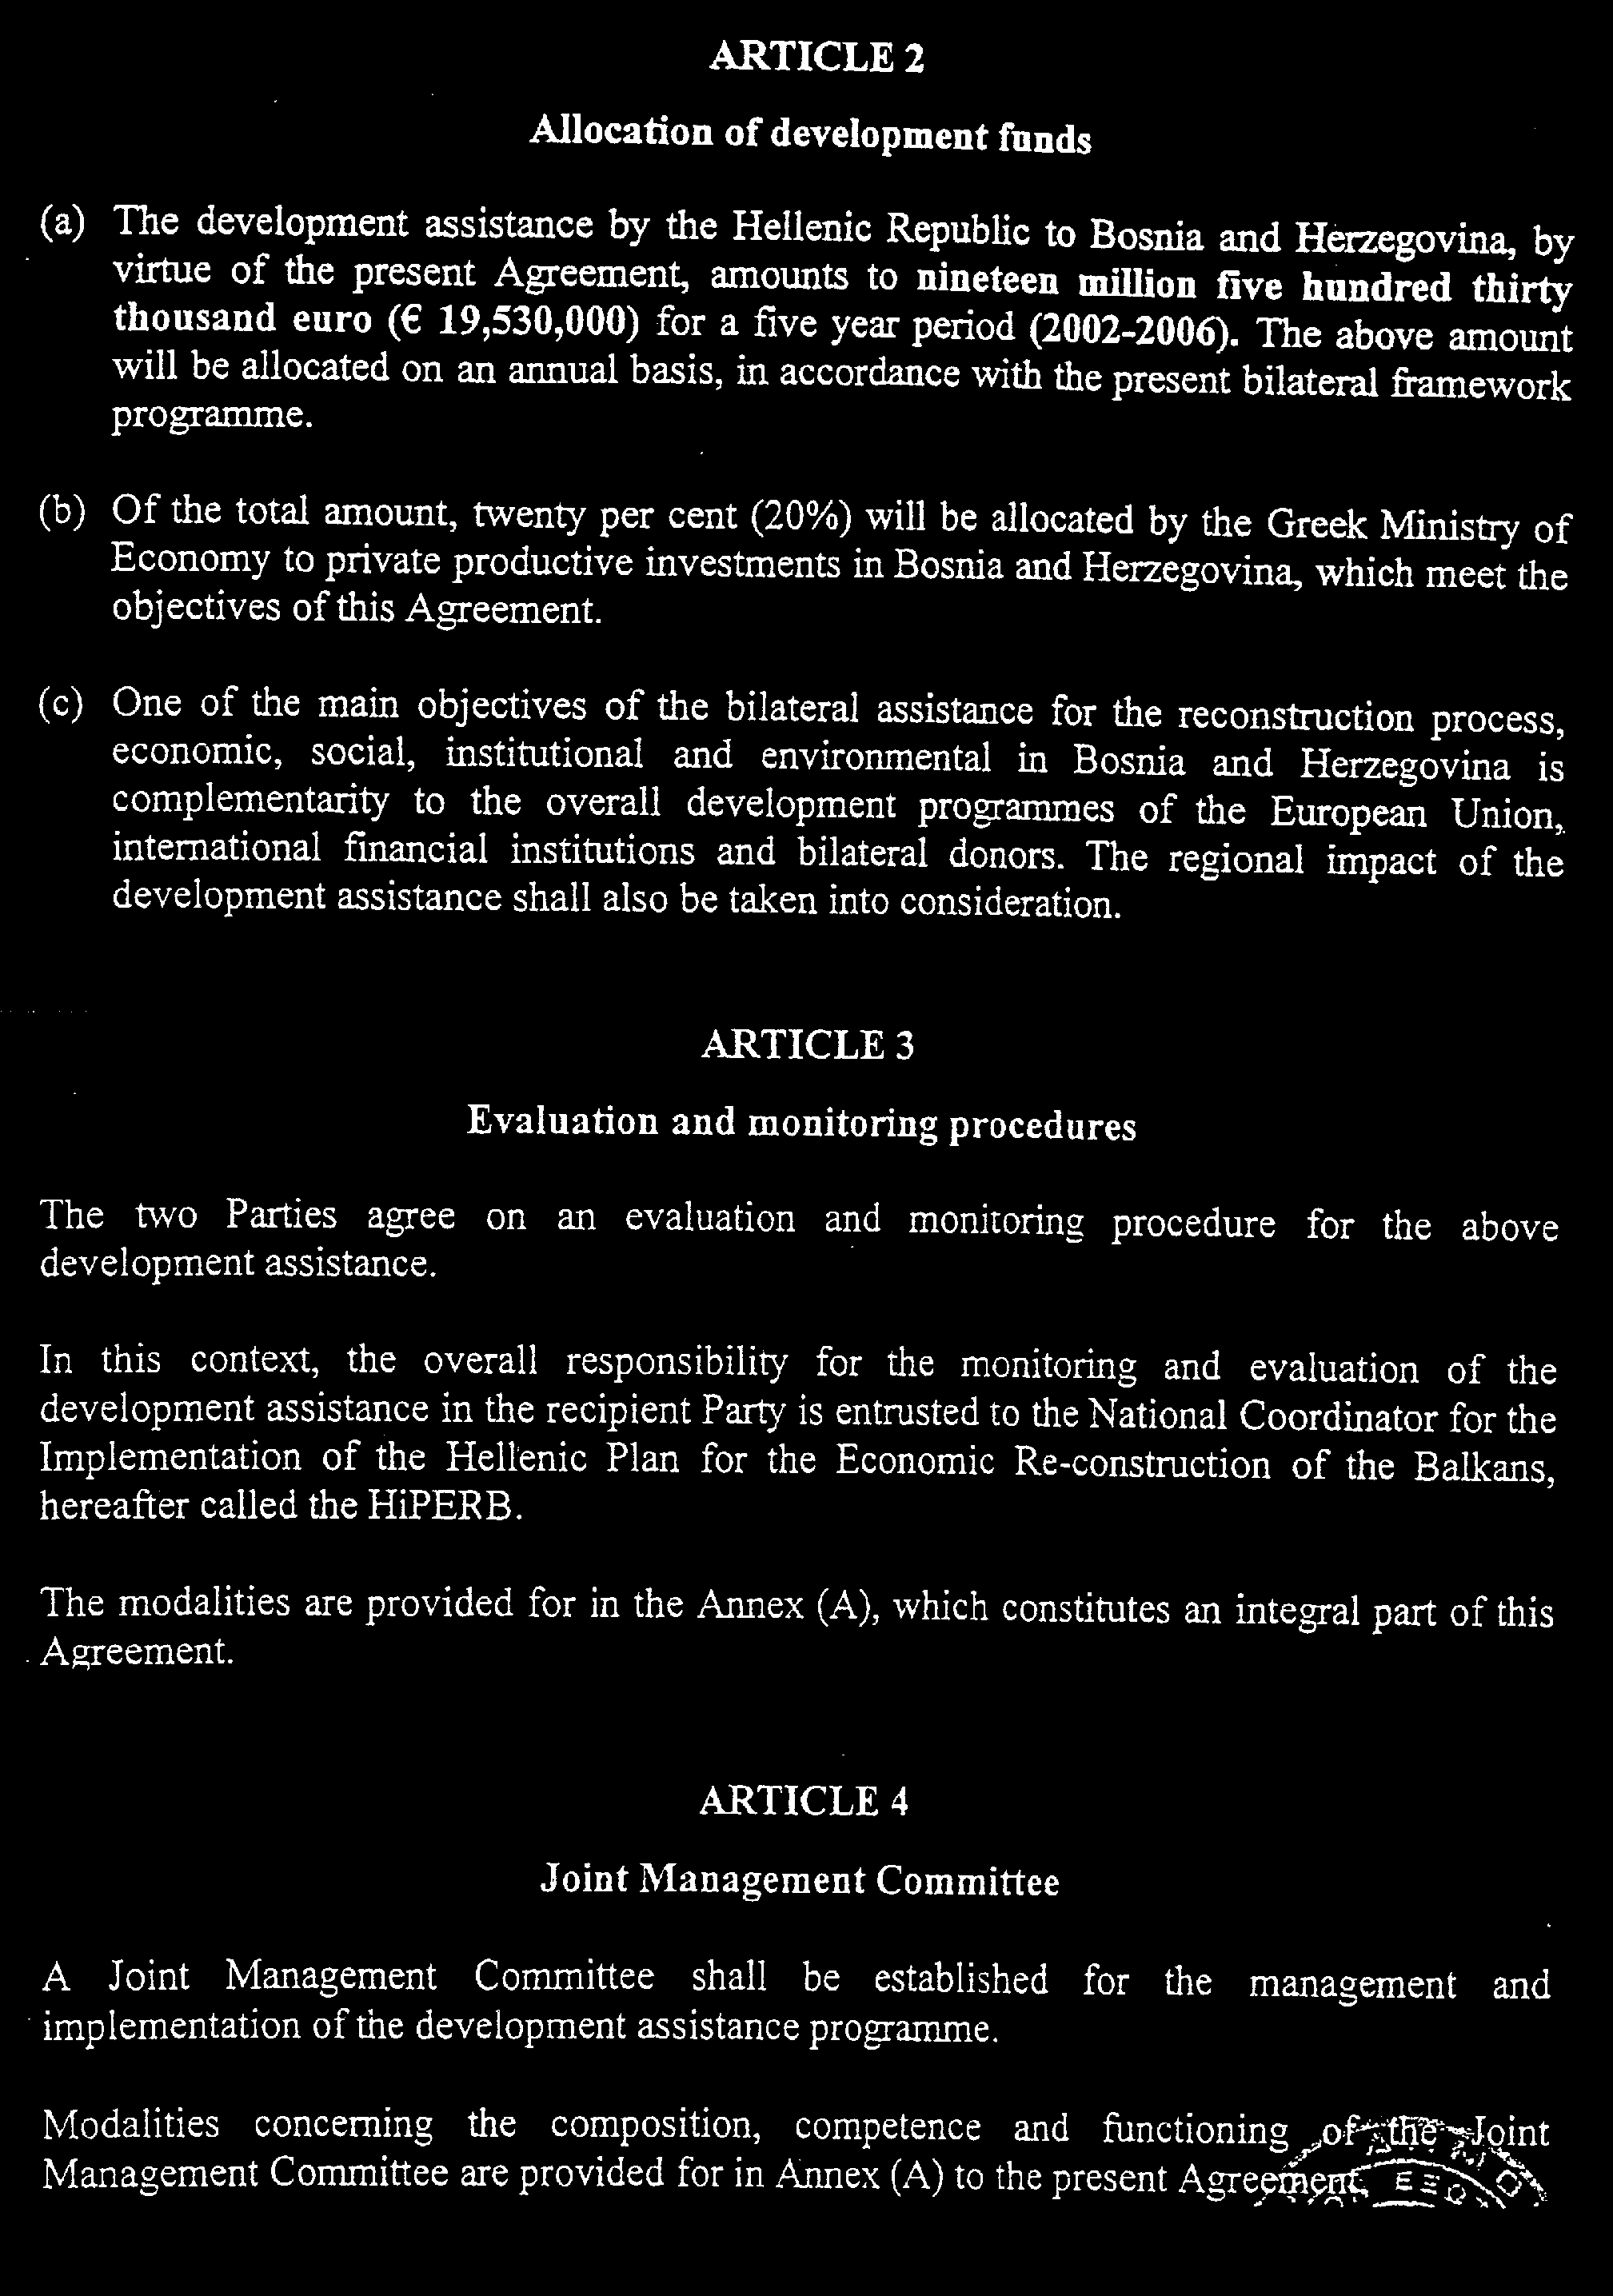 ARTICLE 2
Allocation of development funds
(a) The development assistance by the Hellenic Republic to Bosnia and Herzegovina, by
virtue of the present Agreement, amounts to nineteen million five hundred thirty
thousand euro (€ 19,530,000) for a five year period (2002-2006). The above amount
will be allocated on an annual basis, in accordance with the present bilateral framework
programme.
(b) Of the total amount, twenty per cent (20%) will be allocated by the Greek Ministry of
Economy to private productive investments in Bosnia and Herzegovina, which meet the
objectives of this Agreement.
(c) One of the main objectives of the bilateral assistance for the reconstruction process,
economic, social, institutional and environmental in Bosnia and Herzegovina is
complementarity to the overall development programmes of the European Union,
international financial institutions and bilateral donors. The regional impact of the
development assistance shall also be taken into consideration.
ARTICLE 3
Evaluation and monitoring procedures
The two Parties agree on an evaluation and monitoring procedure for the above
development assistance.
In this context, the overall responsibility for the monitoring and evaluation of the
development assistance in the recipient Party is entrusted to the National Coordinator for the
Implementation of the Hellenic Plan for the Economic Re-construction of the Balkans,
hereafter called the HiPERB.
The modalities are provided for in the Annex (A), which constitutes an integral part of this
Agreement.
ARTICLE 4
Joint Management Committee
A Joint Management Committee shall be established for the management and
implementation of the development assistance programme.
Modalities concerning the composition, competence and functioning of the Joint
Management Committee are provided for in Annex (A) to the present Agreement.